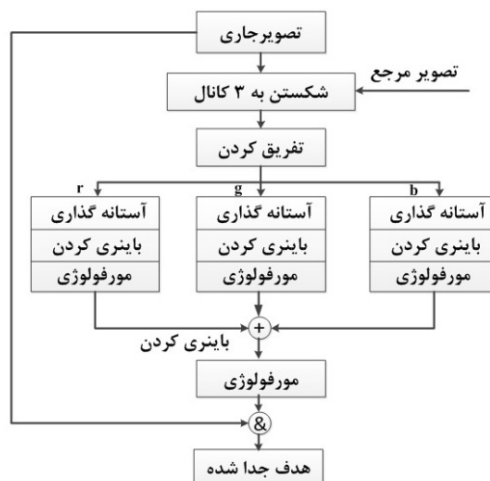 تصویرجاری
تصویر مرجع
شکستن به ۳ کانال
تفریق کردن
r
g
b
آستانه گذاری
باینری کردن
مورفولوژی
آستانه گذاری
باینری کردن
مورفولوژی
آستانه گذاری
باینری کردن
مورفولوژی
+
باینری کردن
مورفولوژی
&
هدف جدا شده